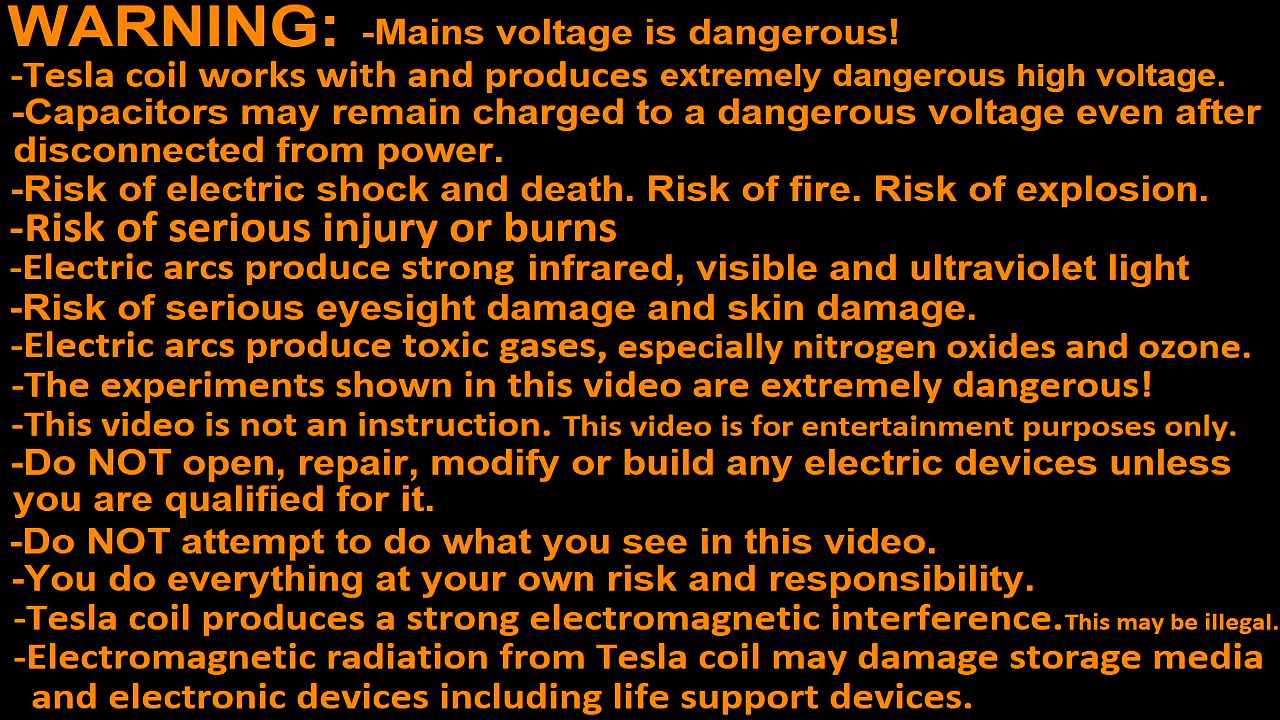 WARNING: -Mains voltage is dangerous!
-Tesla coil works with and produces extremely dangerous high voltage.
-Capacitors may remain charged to a dangerous voltage even after
disconnected from power.
-Risk of electric shock and death. Risk of fire. Risk of explosion.
-Risk of serious injury or burns
-Electric arcs produce strong infrared, visible and ultraviolet light
-Risk of serious eyesight damage and skin damage.
-Electric arcs produce toxic gases, especially nitrogen oxides and ozone.
-The experiments shown in this video are extremely dangerous!
-This video is not an instruction. This video is for entertainment purposes only.
-Do NOT open, repair, modify or build any electric devices unless
you are qualified for it.
-Do NOT attempt to do what you see in this video.
-You do everything at your own risk and responsibility.
-Tesla coil produces a strong electromagnetic interference.This may be illegal.
-Electromagnetic radiation from Tesla coil may damage storage media
and electronic devices including life support devices.